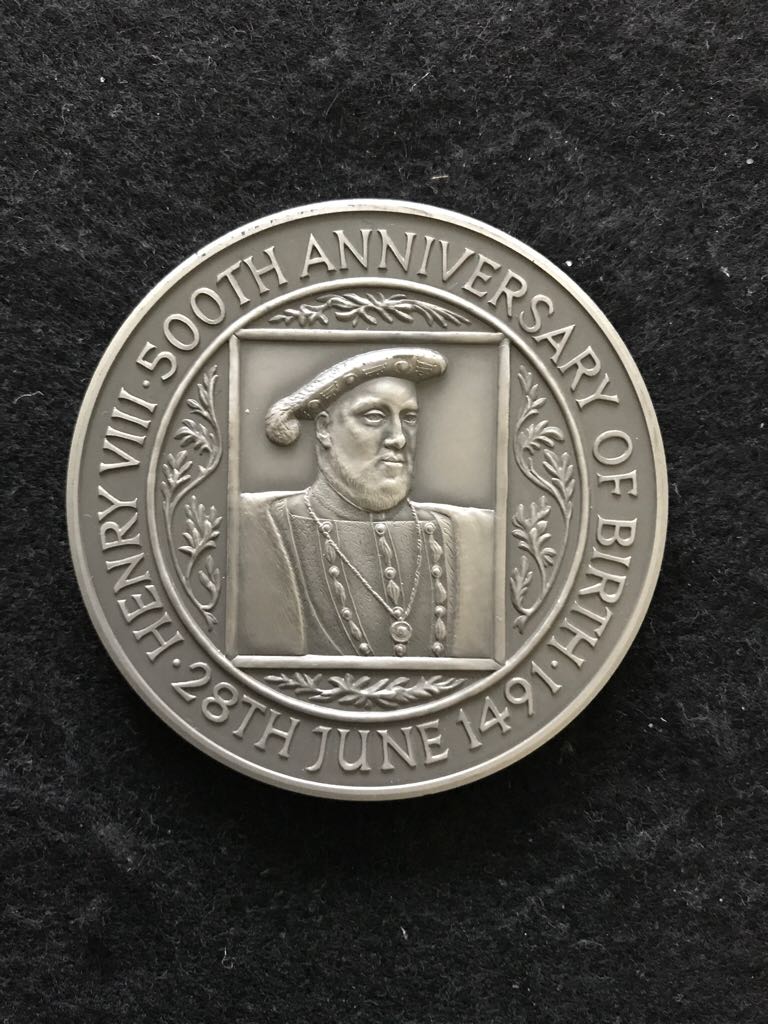 HENRY VIII · 500TH ANNIVERSARY OF BIRTH · 28TH JUNE 1491 ·